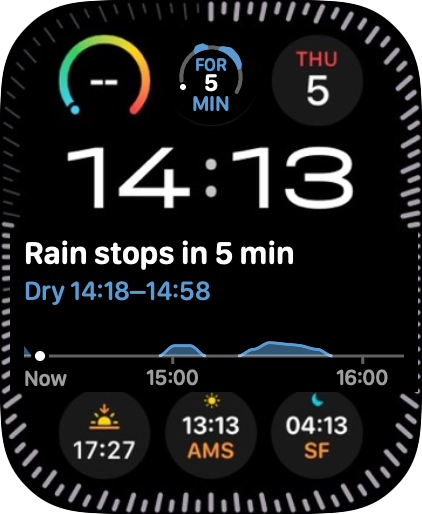 --
FOR
5
MIN
THU
5
14:13
Rain stops in 5 min
Dry 14:18–14:58
Now 15:00 16:00
17:27
13:13
AMS
04:13
SF